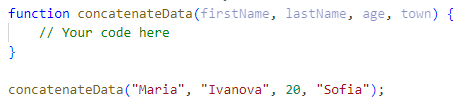 function concatenateData(firstName, lastName, age, town) {
    // Your code here
}

concatenateData("Maria", "Ivanova", 20, "Sofia");